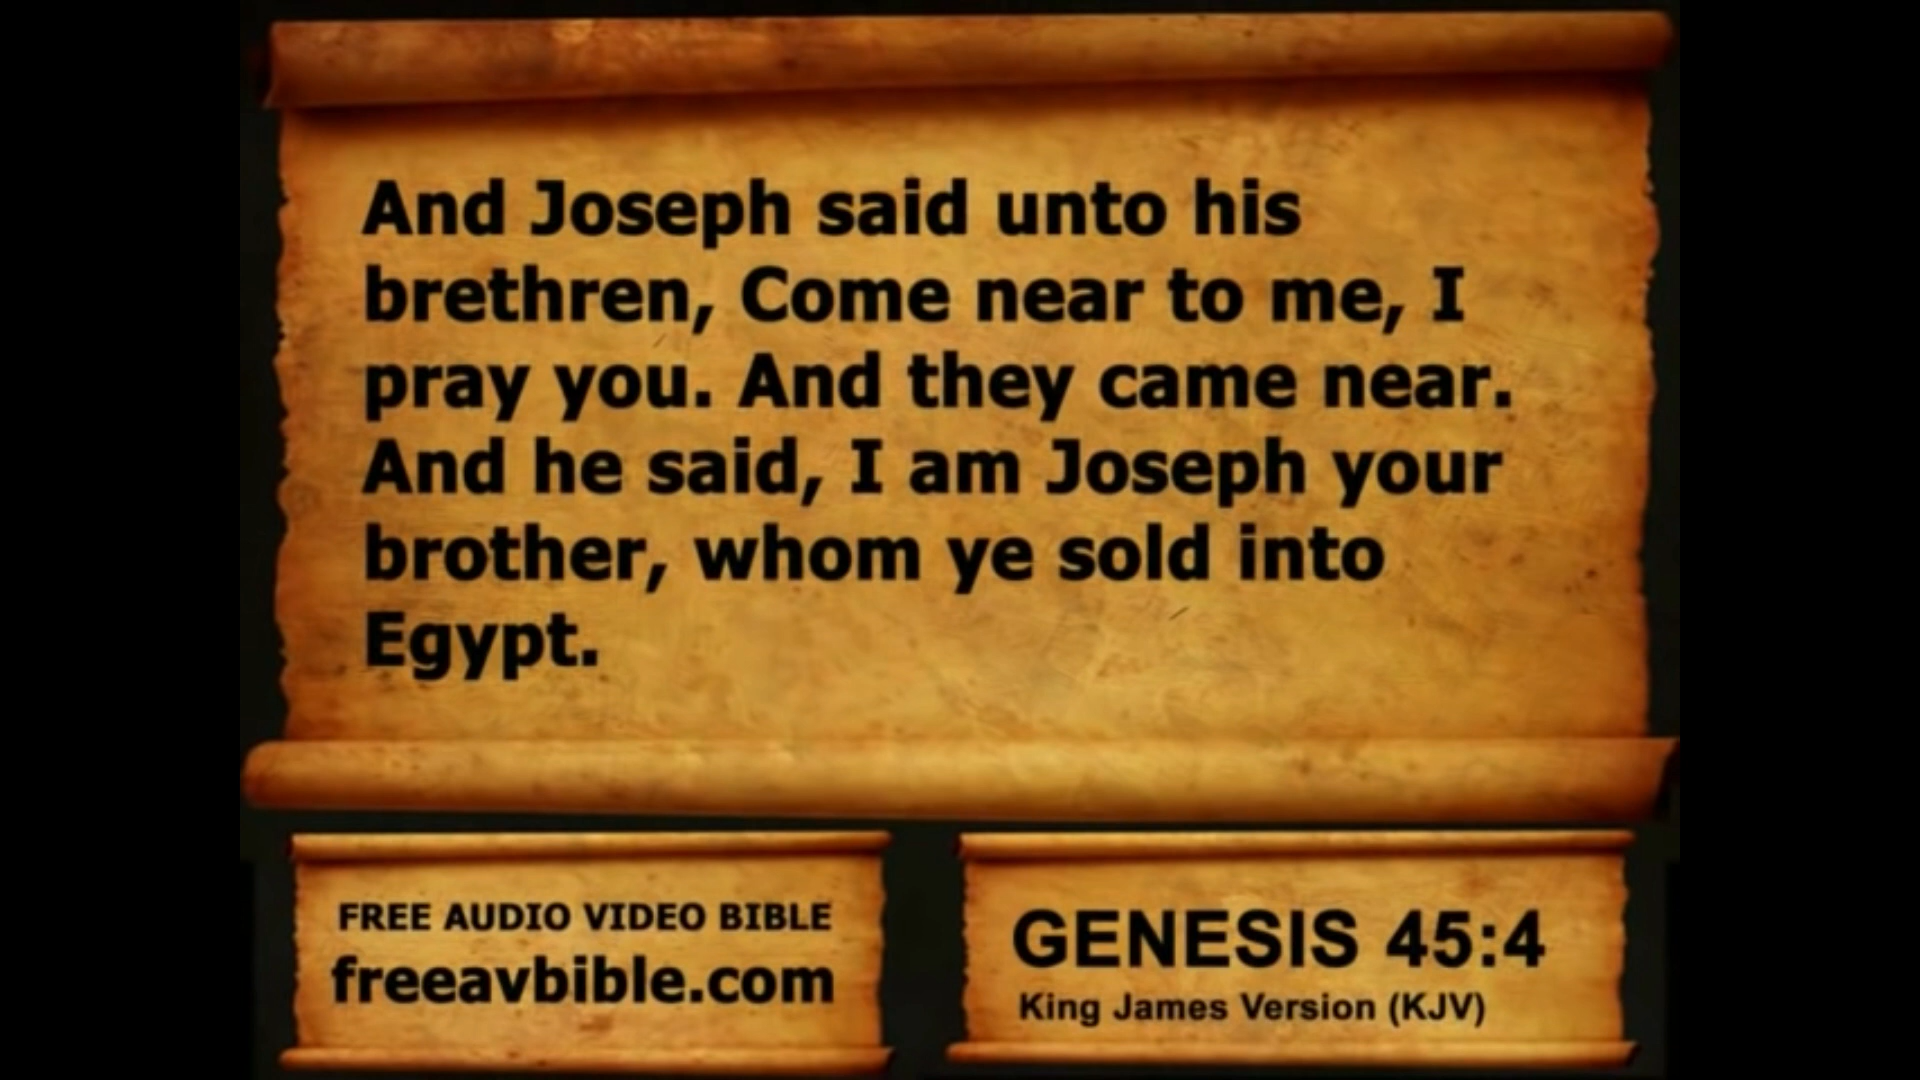 And Joseph said unto his
brethren, Come near to me, I
pray you. And they came near.
And he said, I am Joseph your
brother, whom ye sold into
Egypt.
FREE AUDIO VIDEO BIBLE
freeavbible.com
GENESIS 45:4
King James Version (KJV)